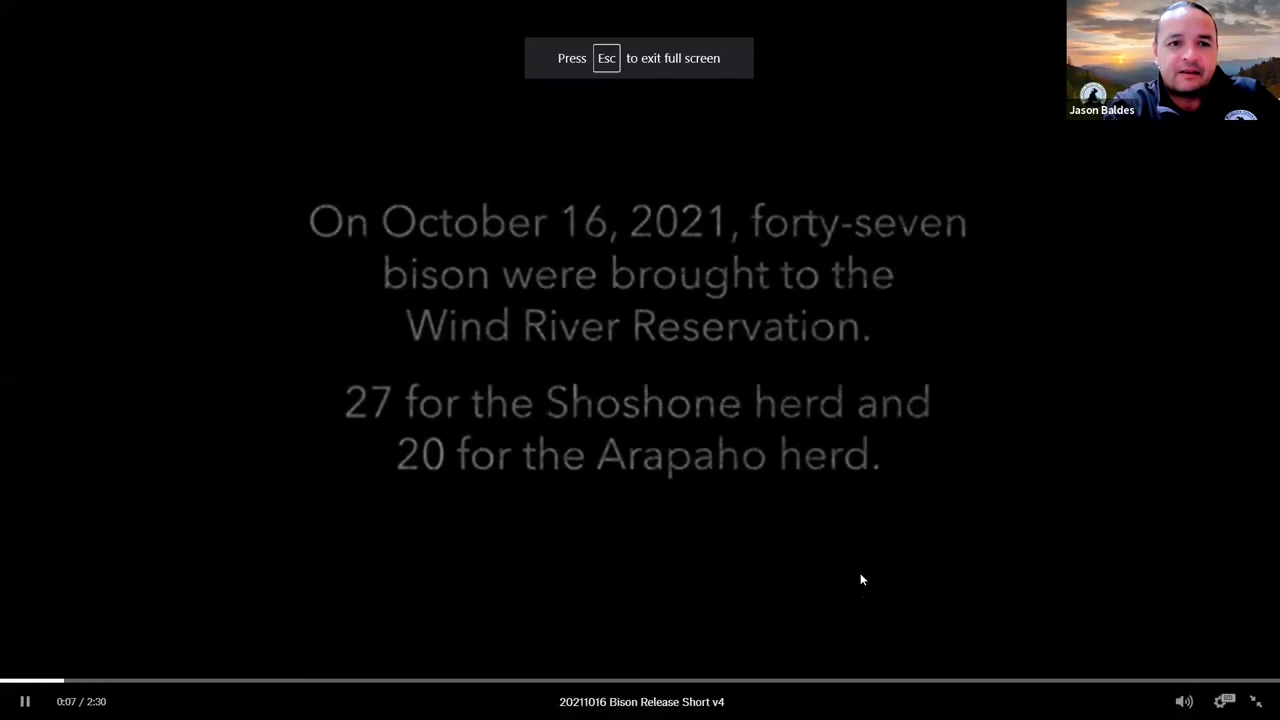 Press Esc to exit full screen
Jason Baldes
On October 16, 2021, forty-seven
bison were brought to the
Wind River Reservation.
27 for the Shoshone herd and
20 for the Arapaho herd.
0:07 / 2:30
20211016 Bison Release Short v4